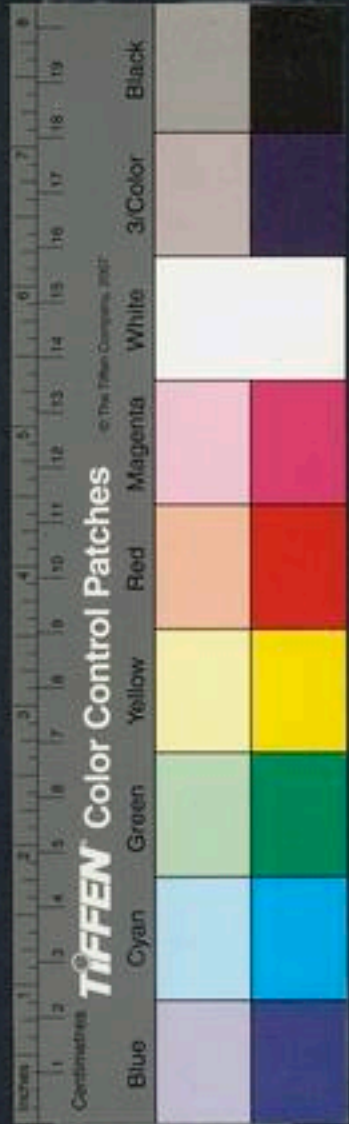 Inches 1 2 3 4 5 6 7 8
Centimetres 1 2 3 4 5 6 7 8 9 10 11 12 13 14 15 16 17 18 19
TIFFEN Color Control Patches © The Tiffen Company, 2007
Blue Cyan Green Yellow Red Magenta White 3/Color Black